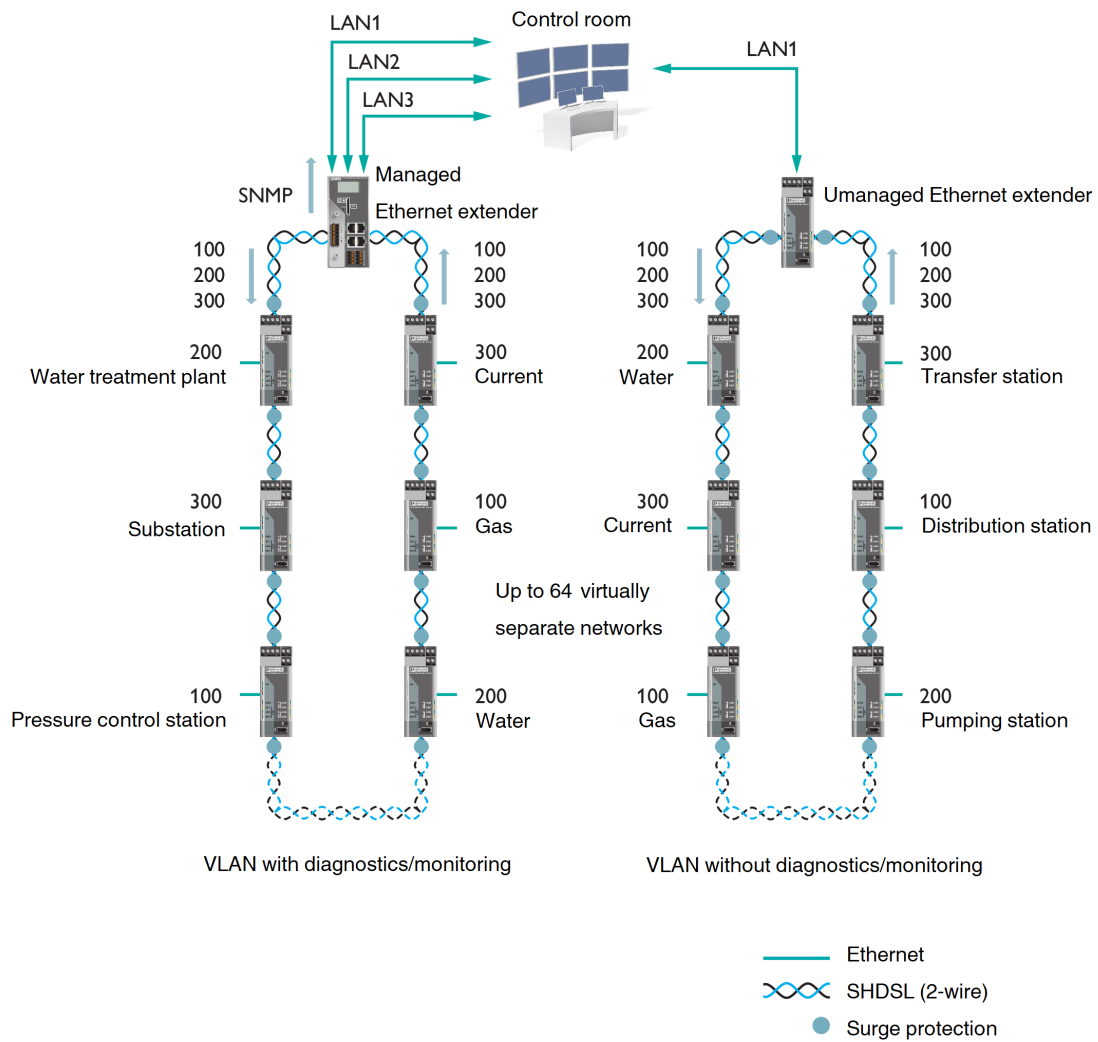 Control room
LAN1
LAN2
LAN3
LAN1
SNMP
Managed
Ethernet extender
Umanaged Ethernet extender
100
200
300
100
200
300
100
200
300
100
200
300
200
Water treatment plant
300
Current
200
Water
300
Transfer station
300
Substation
100
Gas
300
Current
100
Distribution station
Up to 64 virtually
separate networks
100
Pressure control station
200
Water
100
Gas
200
Pumping station
VLAN with diagnostics/monitoring
VLAN without diagnostics/monitoring
Ethernet
SHDSL (2-wire)
Surge protection